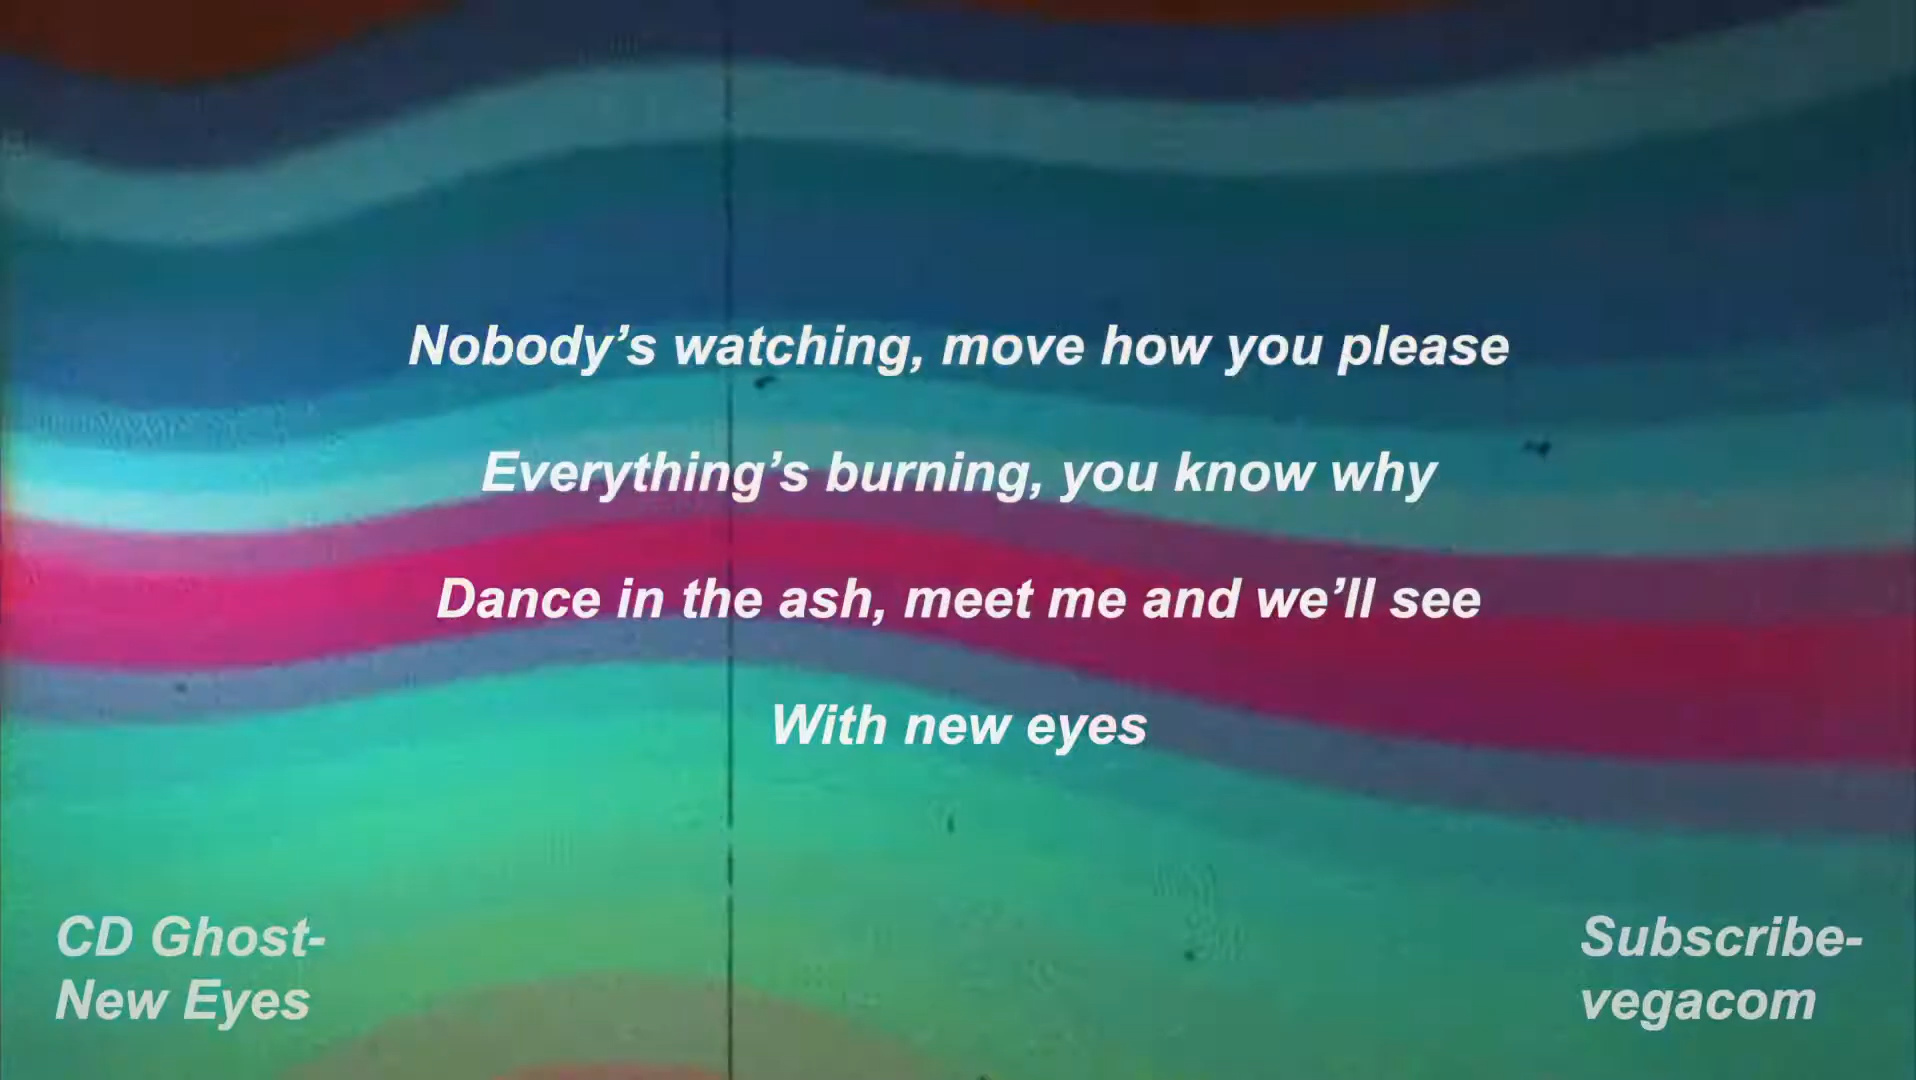 Nobody’s watching, move how you please
Everything’s burning, you know why
Dance in the ash, meet me and we’ll see
With new eyes
CD Ghost-
New Eyes
Subscribe-
vegacom